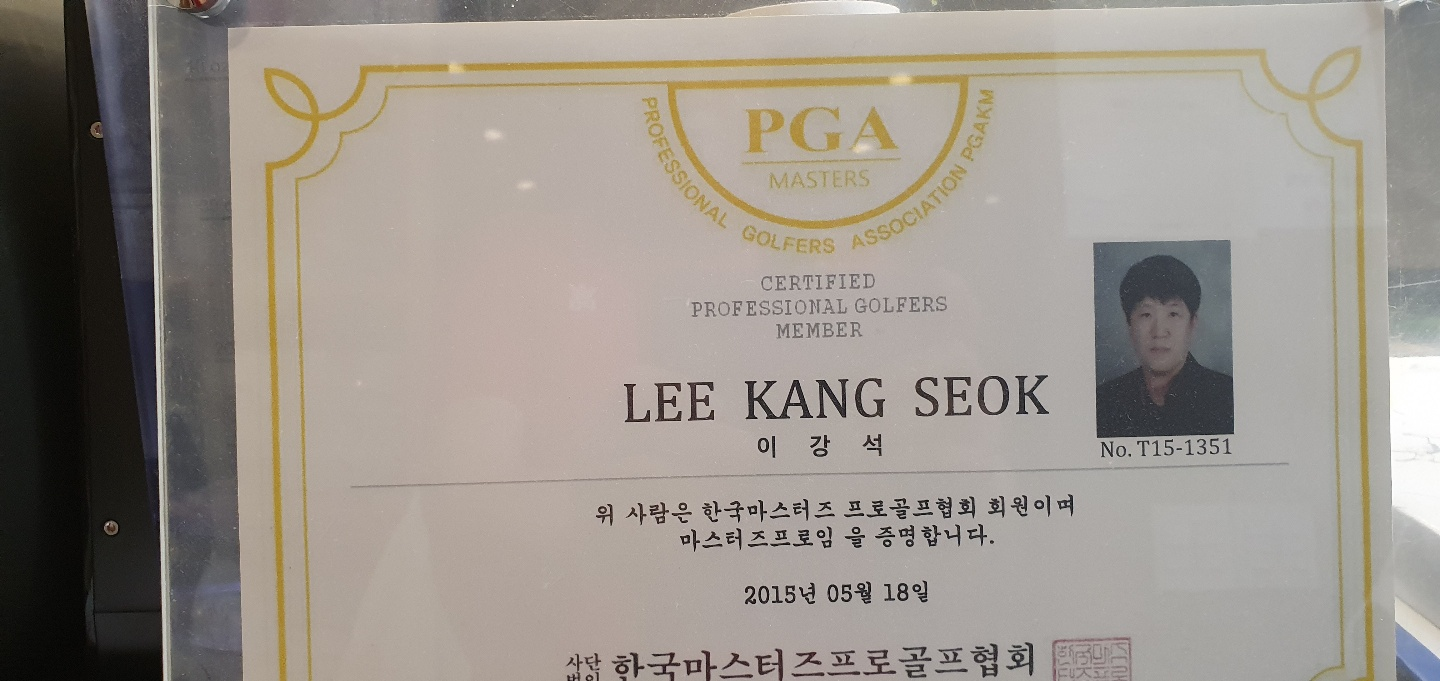 PGA
MASTERS
PROFESSIONAL GOLFERS ASSOCIATION PGAKM
CERTIFIED
PROFESSIONAL GOLFERS
MEMBER
LEE KANG SEOK
이 강 석
No. T15-1351
위 사람은 한국마스터즈 프로골프협회 회원이며
마스터즈프로임 을 증명합니다.
2015년 05월 18일
사단
법인
한국마스터즈프로골프협회